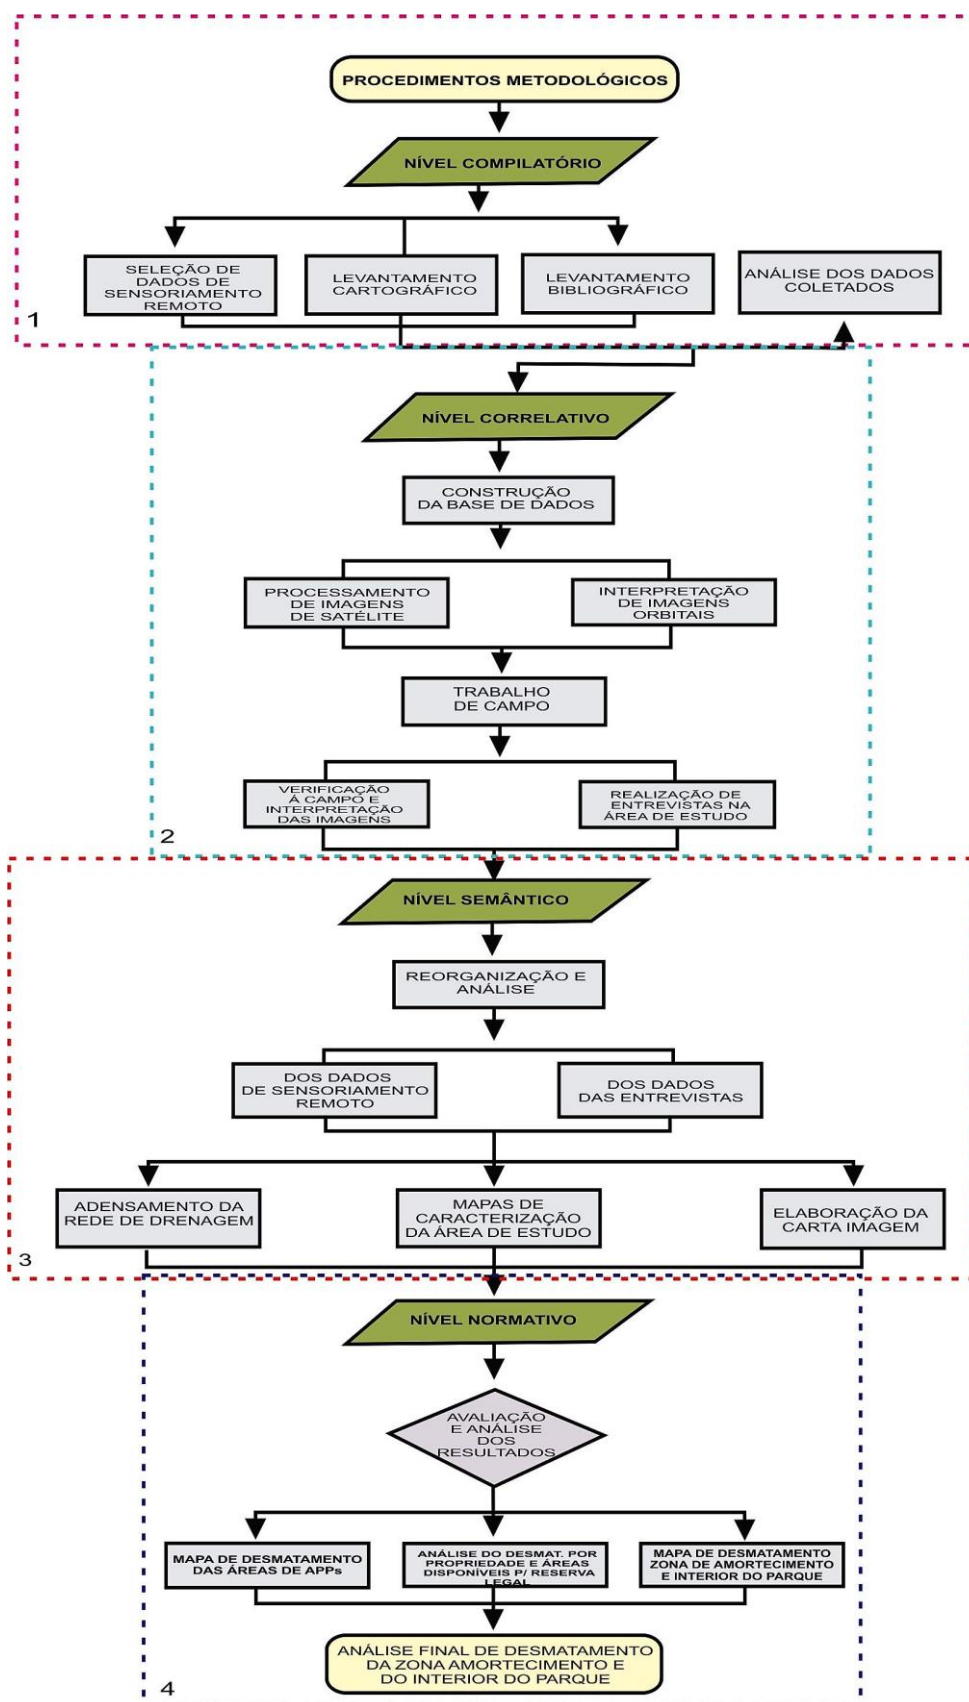 PROCEDIMENTOS METODOLÓGICOS
NÍVEL COMPILATÓRIO
SELEÇÃO DE
DADOS DE
SENSORIAMENTO
REMOTO
LEVANTAMENTO
CARTOGRÁFICO
LEVANTAMENTO
BIBLIOGRÁFICO
ANÁLISE DOS DADOS
COLETADOS
1
NÍVEL CORRELATIVO
CONSTRUÇÃO
DA BASE DE DADOS
PROCESSAMENTO
DE IMAGENS
DE SATÉLITE
INTERPRETAÇÃO
DE IMAGENS
ORBITAIS
TRABALHO
DE CAMPO
VERIFICAÇÃO
Á CAMPO E
INTERPRETAÇÃO
DAS IMAGENS
REALIZAÇÃO DE
ENTREVISTAS NA
ÁREA DE ESTUDO
2
NÍVEL SEMÂNTICO
REORGANIZAÇÃO E
ANÁLISE
DOS DADOS
DE SENSORIAMENTO
REMOTO
DOS DADOS
DAS ENTREVISTAS
ADENSAMENTO DA
REDE DE DRENAGEM
MAPAS DE
CARACTERIZAÇÃO
DA ÁREA DE ESTUDO
ELABORAÇÃO DA
CARTA IMAGEM
3
NÍVEL NORMATIVO
AVALIAÇÃO
E ANÁLISE
DOS
RESULTADOS
MAPA DE DESMATAMENTO
DAS ÁREAS DE APPs
ANÁLISE DO DESMAT. POR
PROPRIEDADE E ÁREAS
DISPONÍVEIS P/ RESERVA
LEGAL
MAPA DE DESMATAMENTO
ZONA DE AMORTECIMENTO
E INTERIOR DO PARQUE
ANÁLISE FINAL DE DESMATAMENTO
DA ZONA AMORTECIMENTO E
DO INTERIOR DO PARQUE
4